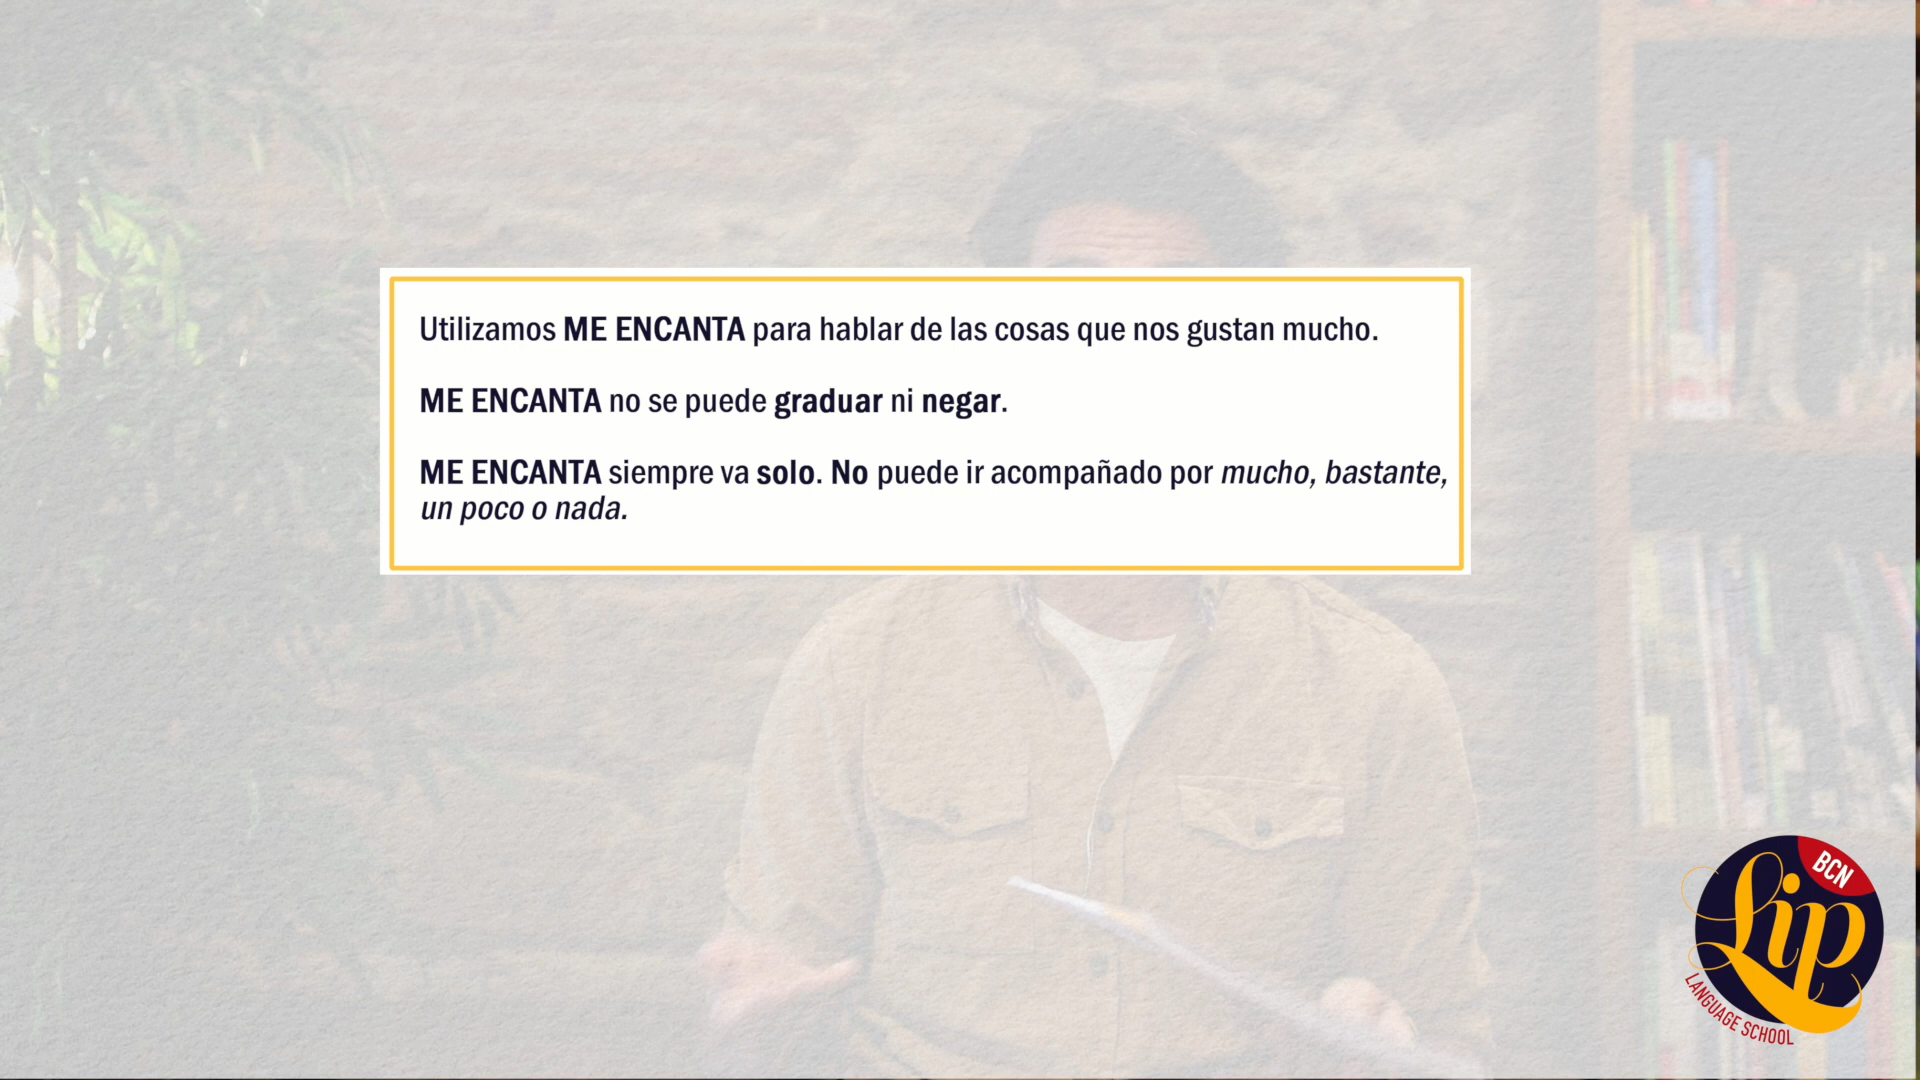 Utilizamos ME ENCANTA para hablar de las cosas que nos gustan mucho.
ME ENCANTA no se puede graduar ni negar.
ME ENCANTA siempre va solo. No puede ir acompañado por mucho, bastante,
un poco o nada.
BCN
Lip
LANGUAGE SCHOOL